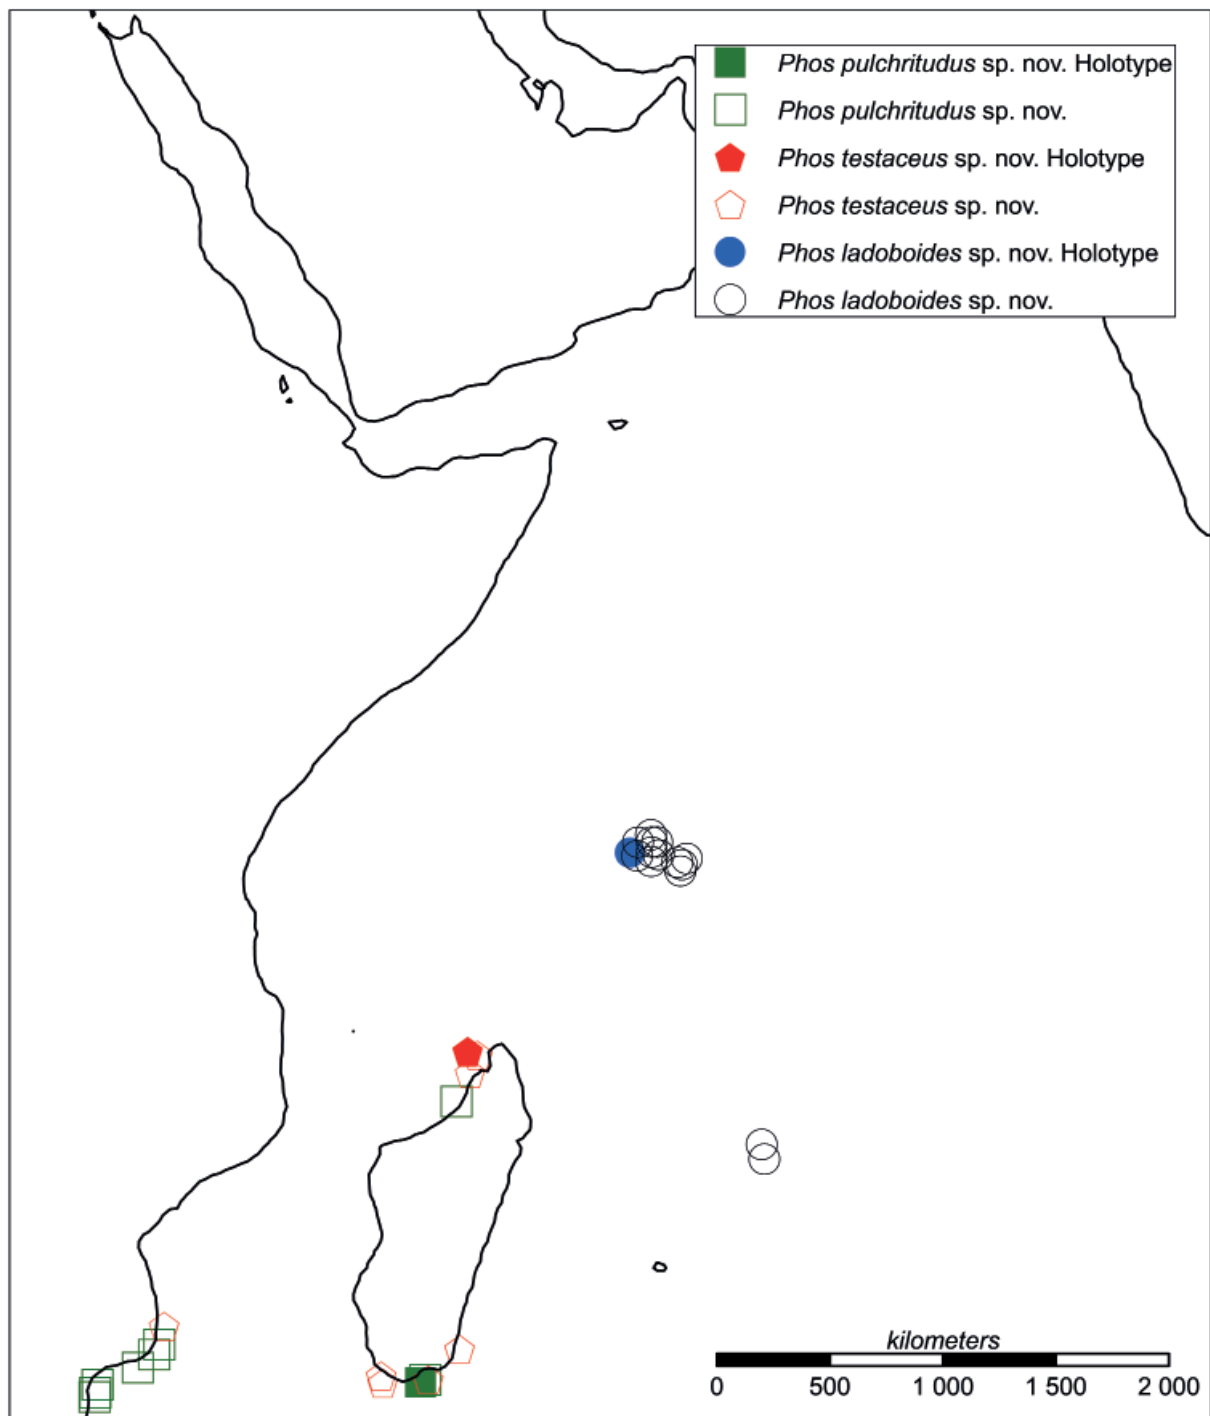 Phos pulchritudus sp. nov. Holotype
Phos pulchritudus sp. nov.
Phos testaceus sp. nov. Holotype
Phos testaceus sp. nov.
Phos ladoboides sp. nov. Holotype
Phos ladoboides sp. nov.
kilometers
0 500 1 000 1 500 2 000